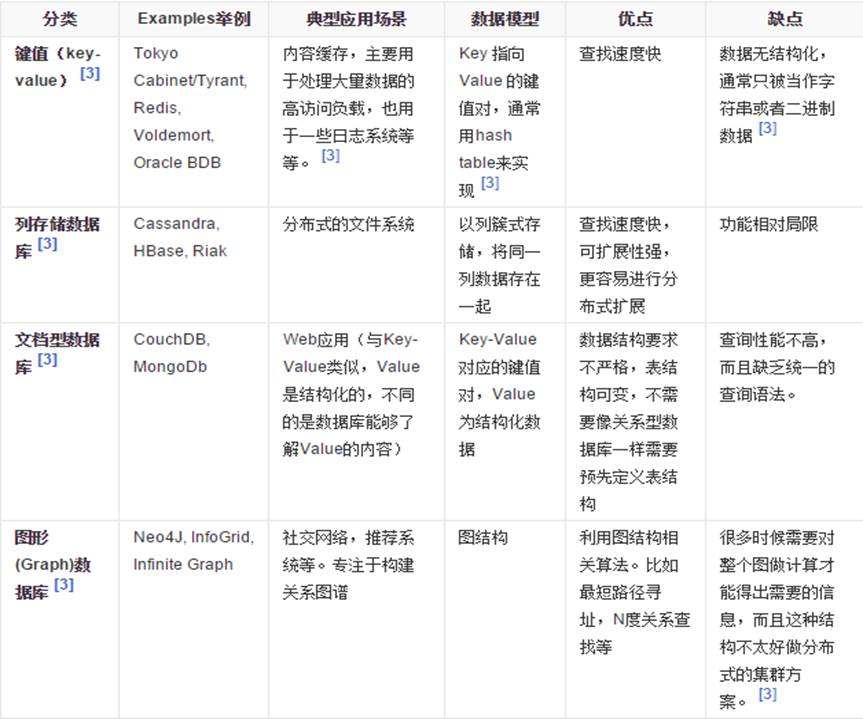 分类
Examples举例
典型应用场景
数据模型
优点
缺点
键值（key-
value） [3]
Tokyo
Cabinet/Tyrant,
Redis,
Voldemort,
Oracle BDB
内容缓存，主要用
于处理大量数据的
高访问负载，也用
于一些日志系统等
等。 [3]
Key 指向
Value 的键
值对，通常
用hash
table来实
现 [3]
查找速度快
数据无结构化，
通常只被当作字
符串或者二进制
数据 [3]
列存储数据
库 [3]
Cassandra,
HBase, Riak
分布式的文件系统
以列簇式存
储，将同一
列数据存在
一起
查找速度快，
可扩展性强，
更容易进行分
布式扩展
功能相对局限
文档型数据
库 [3]
CouchDB,
MongoDb
Web应用（与Key-
Value类似，Value
是结构化的，不同
的是数据库能够了
解Value的内容）
Key-Value
对应的键值
对，Value
为结构化数
据
数据结构要求
不严格，表结
构可变，不需
要像关系型数
据库一样需要
预先定义表结
构
查询性能不高，
而且缺乏统一的
查询语法。
图形
(Graph)数
据库 [3]
Neo4J, InfoGrid,
Infinite Graph
社交网络，推荐系
统等。专注于构建
关系图谱
图结构
利用图结构相
关算法。比如
最短路径寻
址，N度关系查
找等
很多时候需要对
整个图做计算才
能得出需要的信
息，而且这种结
构不太好做分布
式的集群方
案。 [3]